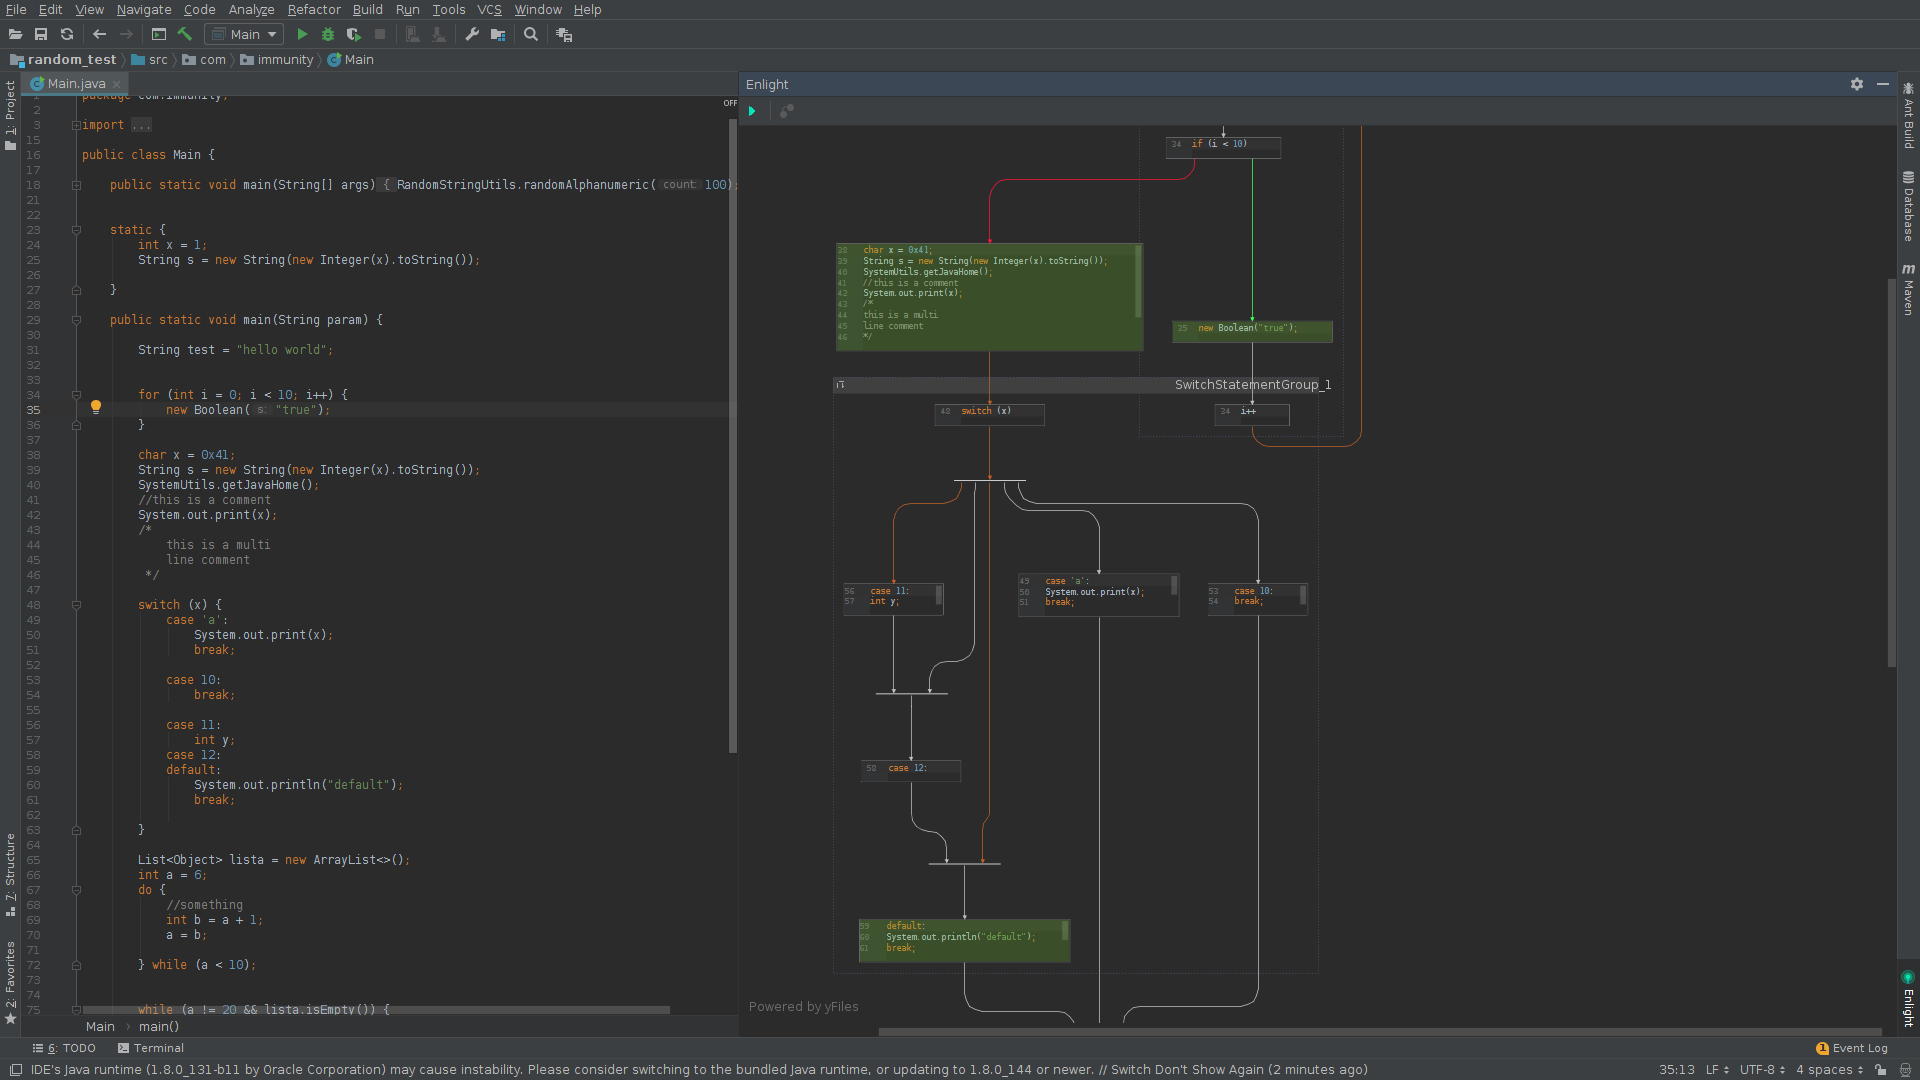 File Edit View Navigate Code Analyze Refactor Build Run Tools VCS Window Help
Main
random_test src com immunity Main
1: Project
7: Structure
2: Favorites
Main.java
OFF
package com.immunity;
2
3 import ...
15
16 public class Main {
17
18 public static void main(String[] args) { RandomStringUtils.randomAlphanumeric( count: 100);
21
22
23 static {
24 int x = 1;
25 String s = new String(new Integer(x).toString());
26
27 }
28
29 public static void main(String param) {
30
31 String test = "hello world";
32
33
34 for (int i = 0; i < 10; i++) {
35 new Boolean( s: "true");
36 }
37
38 char x = 0x41;
39 String s = new String(new Integer(x).toString());
40 SystemUtils.getJavaHome();
41 //this is a comment
42 System.out.print(x);
43 /*
44 this is a multi
45 line comment
46 */
47
48 switch (x) {
49 case 'a':
50 System.out.print(x);
51 break;
52
53 case 10:
54 break;
55
56 case 11:
57 int y;
58 case 12:
59 default:
60 System.out.println("default");
61 break;
62
63 }
64
65 List<Object> lista = new ArrayList<>();
66 int a = 6;
67 do {
68 //something
69 int b = a + 1;
70 a = b;
71
72 } while (a < 10);
73
74
75 while (a != 20 && lista.isEmpty()) {
Main › main()
Enlight
34 if (i < 10)
38 char x = 0x41;
39 String s = new String(new Integer(x).toString());
40 SystemUtils.getJavaHome();
41 //this is a comment
42 System.out.print(x);
43 /*
44 this is a multi
45 line comment
46 */
35 new Boolean("true");
SwitchStatementGroup_1
48 switch (x)
34 i++
56 case 11:
57 int y;
49 case 'a':
50 System.out.print(x);
51 break;
53 case 10:
54 break;
58 case 12:
59 default:
60 System.out.println("default");
61 break;
Powered by yFiles
Ant Build
Database
m Maven
Enlight
6: TODO Terminal
1 Event Log
IDE's Java runtime (1.8.0_131-b11 by Oracle Corporation) may cause instability. Please consider switching to the bundled Java runtime, or updating to 1.8.0_144 or newer. // Switch Don't Show Again (2 minutes ago) 35:13 LF UTF-8 4 spaces